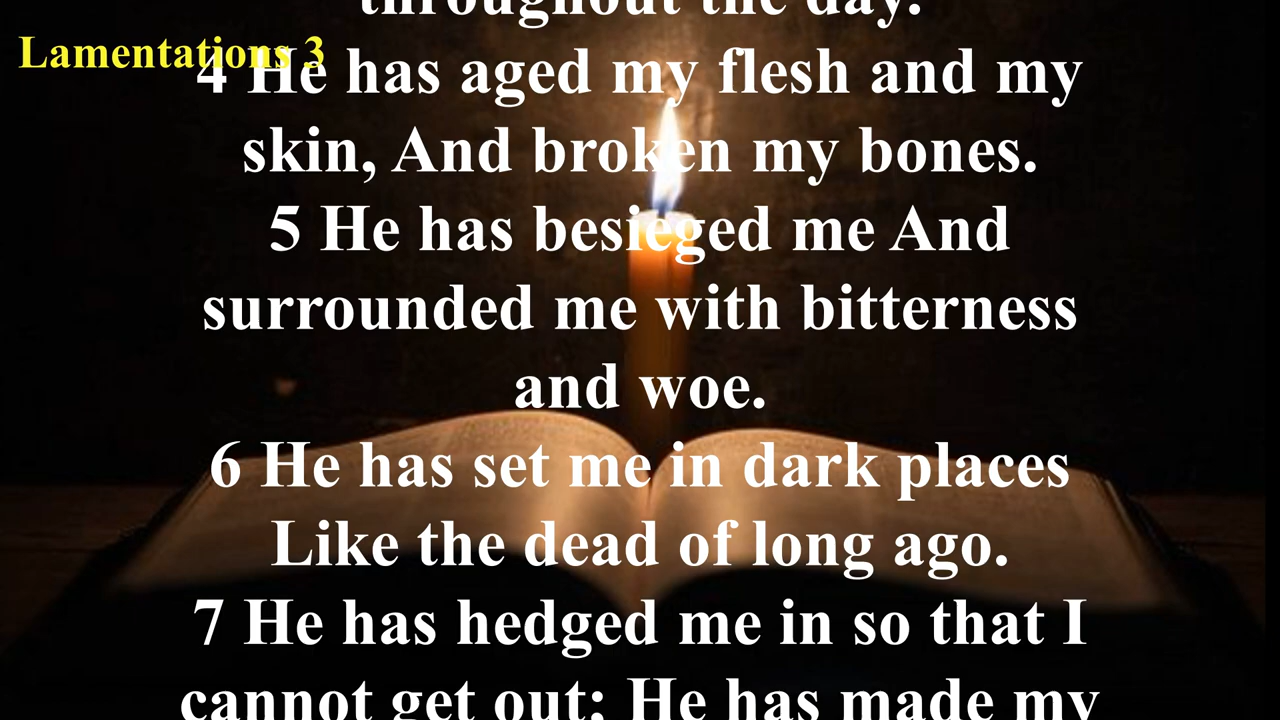 throughout the day.
Lamentations 3
4 He has aged my flesh and my
skin, And broken my bones.
5 He has besieged me And
surrounded me with bitterness
and woe.
6 He has set me in dark places
Like the dead of long ago.
7 He has hedged me in so that I
cannot get out; He has made my